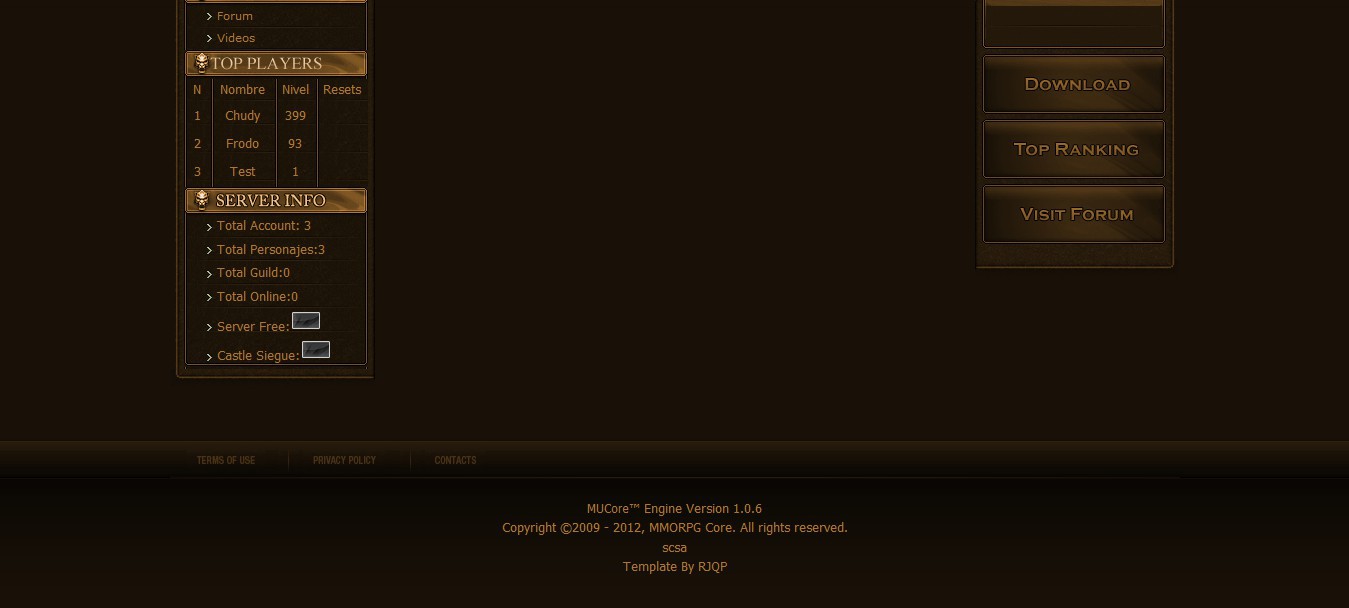 Forum
Videos
TOP PLAYERS
N Nombre Nivel Resets
1 Chudy 399
2 Frodo 93
3 Test 1
SERVER INFO
Total Account: 3
Total Personajes:3
Total Guild:0
Total Online:0
Server Free:
Castle Siegue:
DOWNLOAD
TOP RANKING
VISIT FORUM
TERMS OF USE
PRIVACY POLICY
CONTACTS
MUCore™ Engine Version 1.0.6
Copyright ©2009 - 2012, MMORPG Core. All rights reserved.
scsa
Template By RJQP